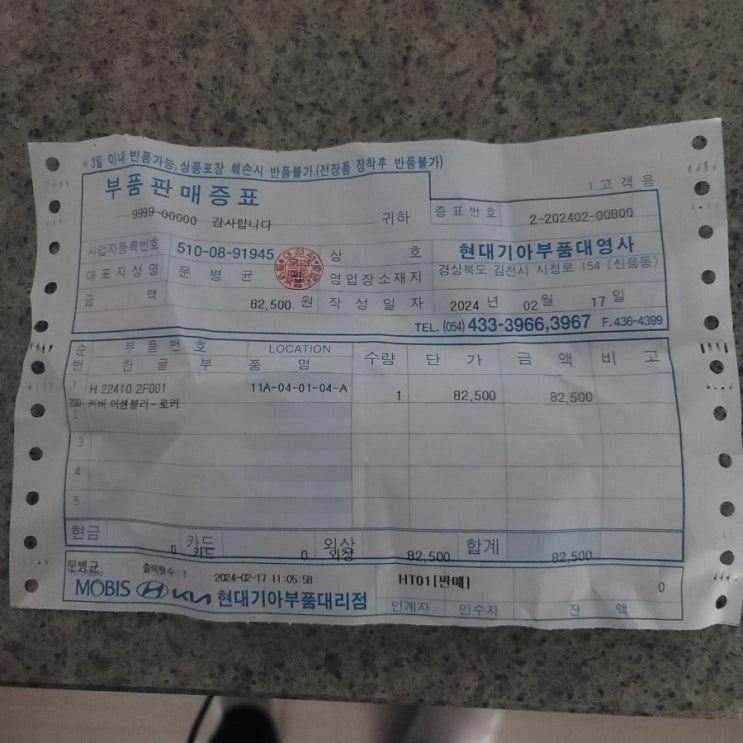 ※ 3일 이내 반품가능, 상품포장 훼손시 반품불가.(전장품 장착후 반품불가)
부품판매증표
1. 고객용
9999-00000 감사합니다 귀하
증표번호 2-202402-00800
사업자등록번호 510-08-91945
상호 현대기아부품대영사
대표자성명 문병균
영업장소재지 경상북도 김천시 시청로 154 (신음동)
금액 82,500 원 작성일자 2024 년 02 월 17 일
TEL. (054) 433-3966,3967 F. 436-4399
순번 부품번호 LOCATION 수량 단가 금액 비고
한글부품명
1 H 22410 2F001 11A-04-01-04-A 1 82,500 82,500
커버 어셈블리-로커
2
3
4
5
현금 0 카드 카드 0 외상 외상 82,500 합계 82,500
문병균 출력횟수 : 1 2024-02-17 11:05:58 HT01[판매] 0
MOBIS KIA 현대기아부품대리점 인계자 인수자 잔액